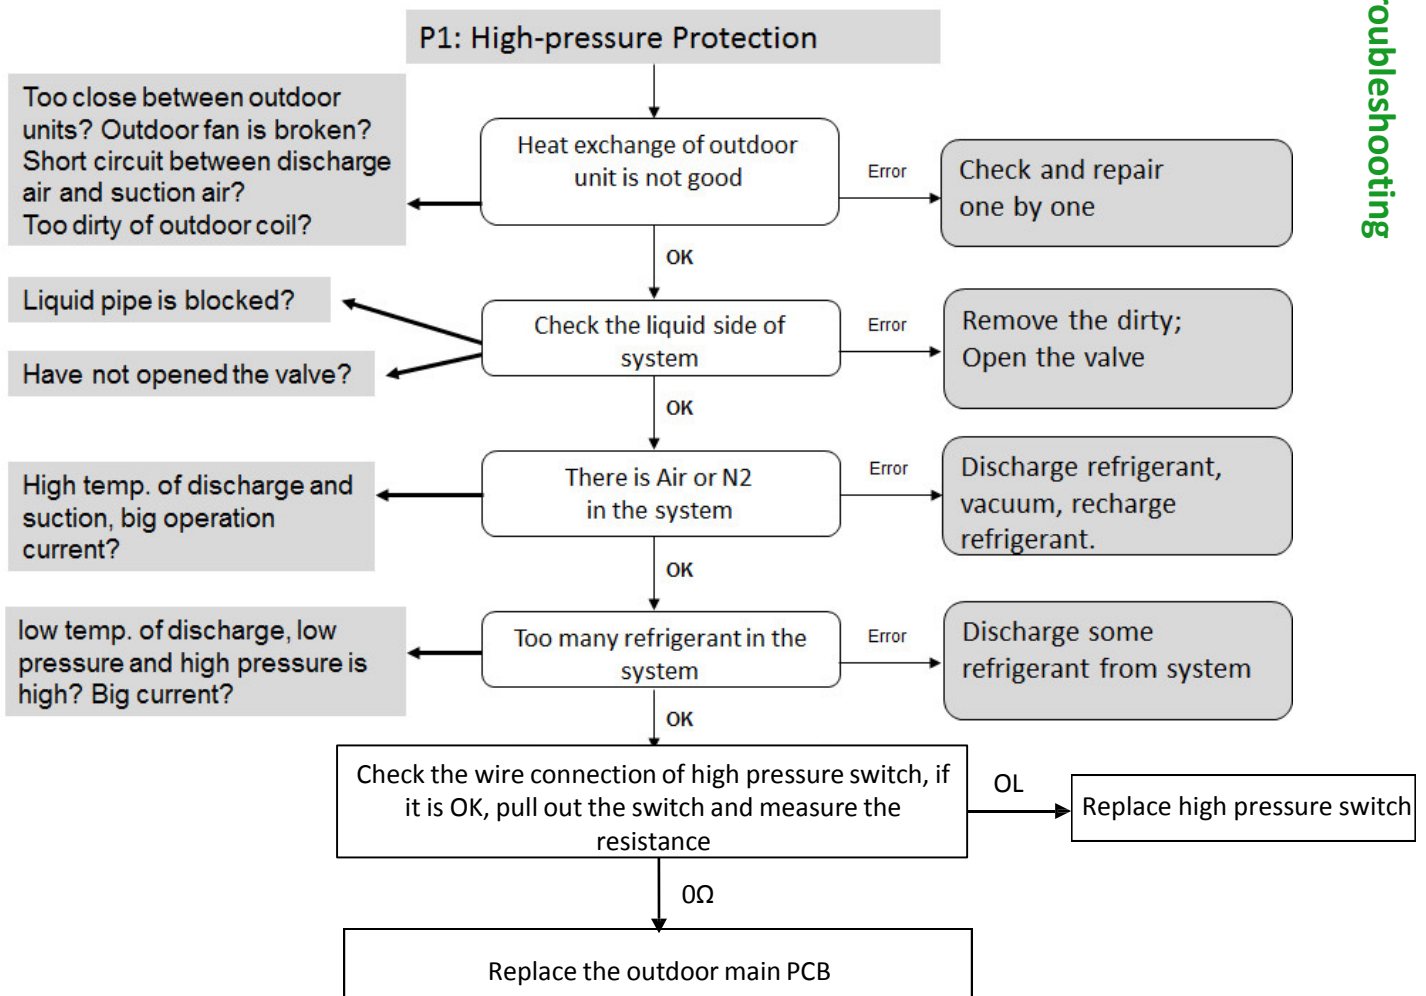 roubleshooting
P1: High-pressure Protection
Too close between outdoor
units? Outdoor fan is broken?
Short circuit between discharge
air and suction air?
Too dirty of outdoor coil?
Heat exchange of outdoor
unit is not good
Error
Check and repair
one by one
OK
Liquid pipe is blocked?
Have not opened the valve?
Check the liquid side of
system
Error
Remove the dirty;
Open the valve
OK
High temp. of discharge and
suction, big operation
current?
There is Air or N2
in the system
Error
Discharge refrigerant,
vacuum, recharge
refrigerant.
OK
low temp. of discharge, low
pressure and high pressure is
high? Big current?
Too many refrigerant in the
system
Error
Discharge some
refrigerant from system
OK
Check the wire connection of high pressure switch, if
it is OK, pull out the switch and measure the
resistance
OL
Replace high pressure switch
0Ω
Replace the outdoor main PCB